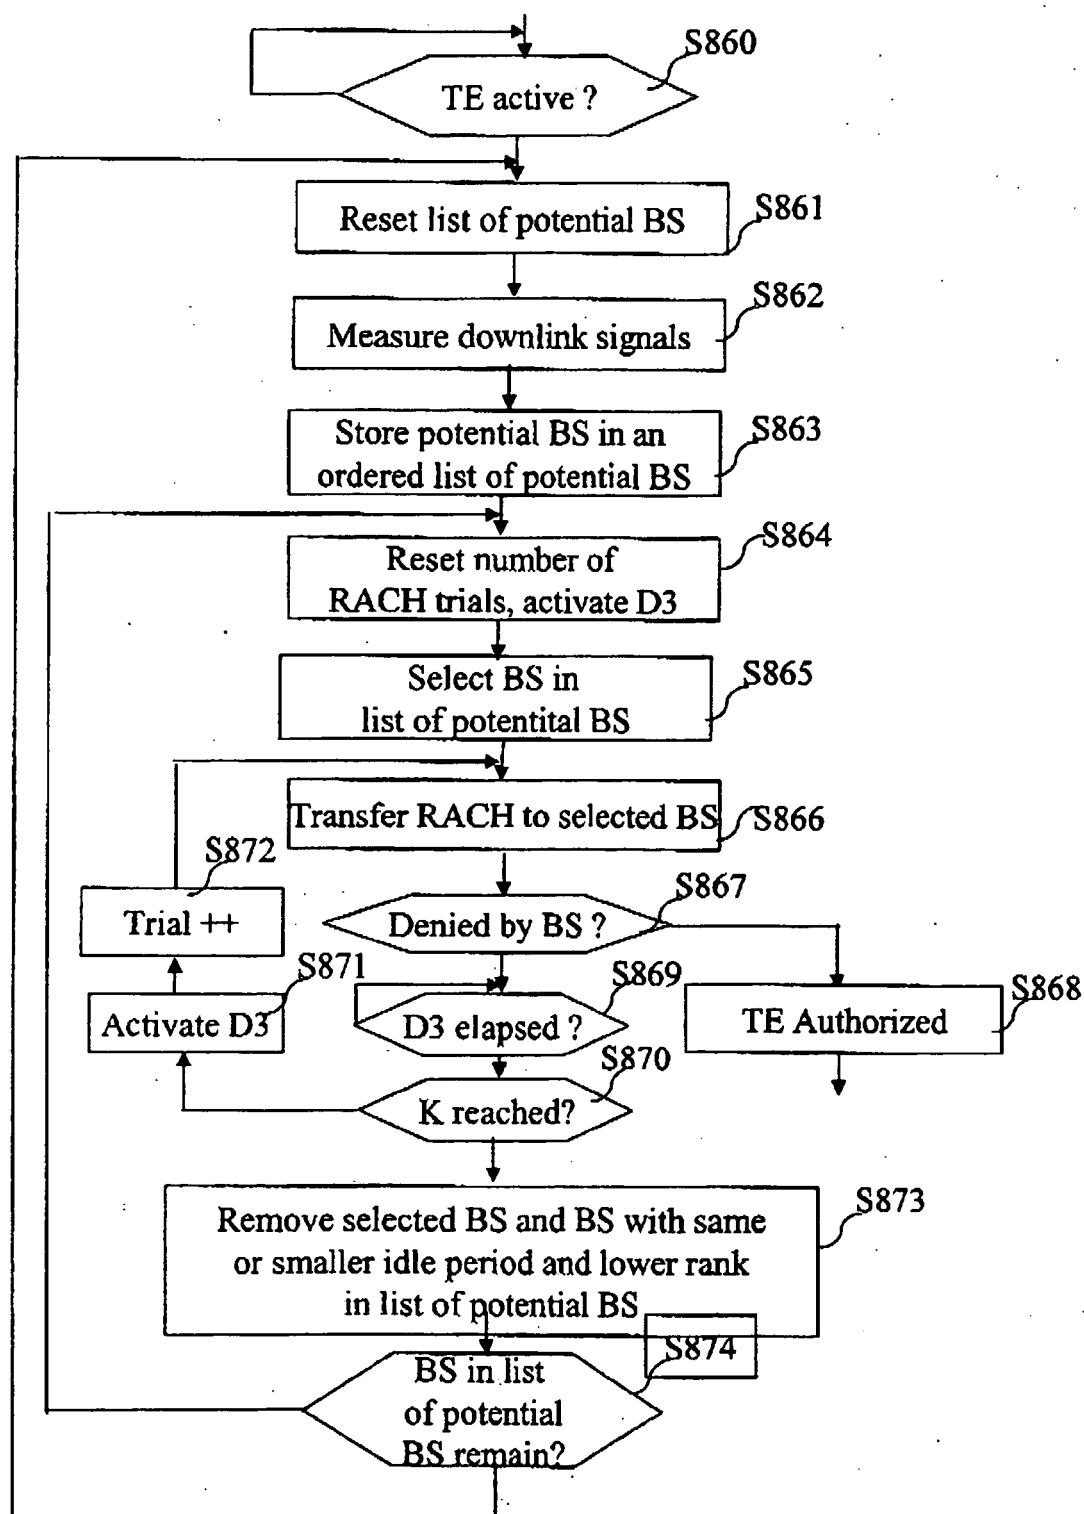 S860
TE active ?
S861
Reset list of potential BS
S862
Measure downlink signals
S863
Store potential BS in an
ordered list of potential BS
S864
Reset number of
RACH trials, activate D3
S865
Select BS in
list of potentital BS
Transfer RACH to selected BS
S866
S872
S867
Trial ++
Denied by BS ?
S871
S869
S868
Activate D3
D3 elapsed ?
TE Authorized
S870
K reached?
S873
Remove selected BS and BS with same
or smaller idle period and lower rank
in list of potential BS
S874
BS in list
of potential
BS remain?